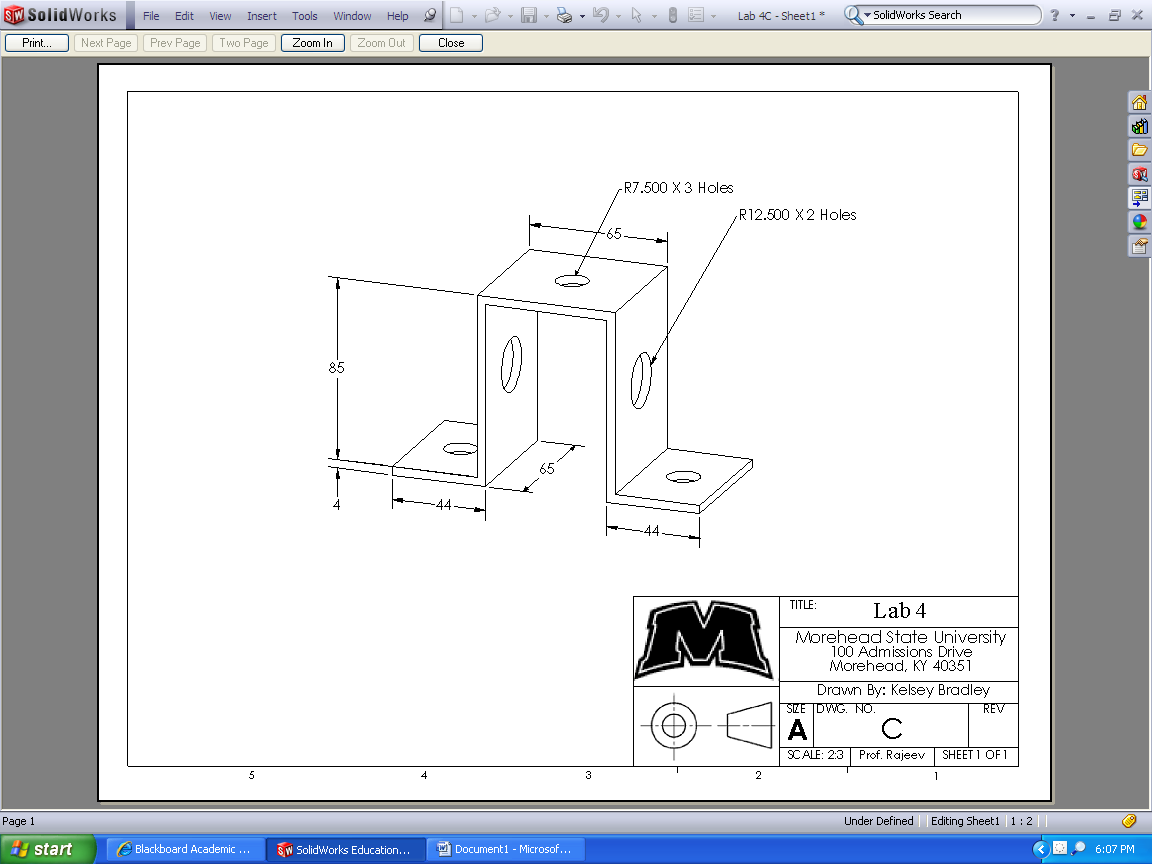 SolidWorks File Edit View Insert Tools Window Help Lab 4C - Sheet1 * SolidWorks Search ?
Print... Next Page Prev Page Two Page Zoom In Zoom Out Close
R7.500 X 3 Holes
R12.500 X 2 Holes
65
85
65
4
44
44
M
TITLE:
Lab 4
Morehead State University
100 Admissions Drive
Morehead, KY 40351
Drawn By: Kelsey Bradley
SIZE DWG. NO. REV
A C
SCALE: 2:3 Prof. Rajeev SHEET 1 OF 1
5 4 3 2 1
Page 1 Under Defined Editing Sheet1 1 : 2
start Blackboard Academic ... SolidWorks Education... Document1 - Microsof... 6:07 PM